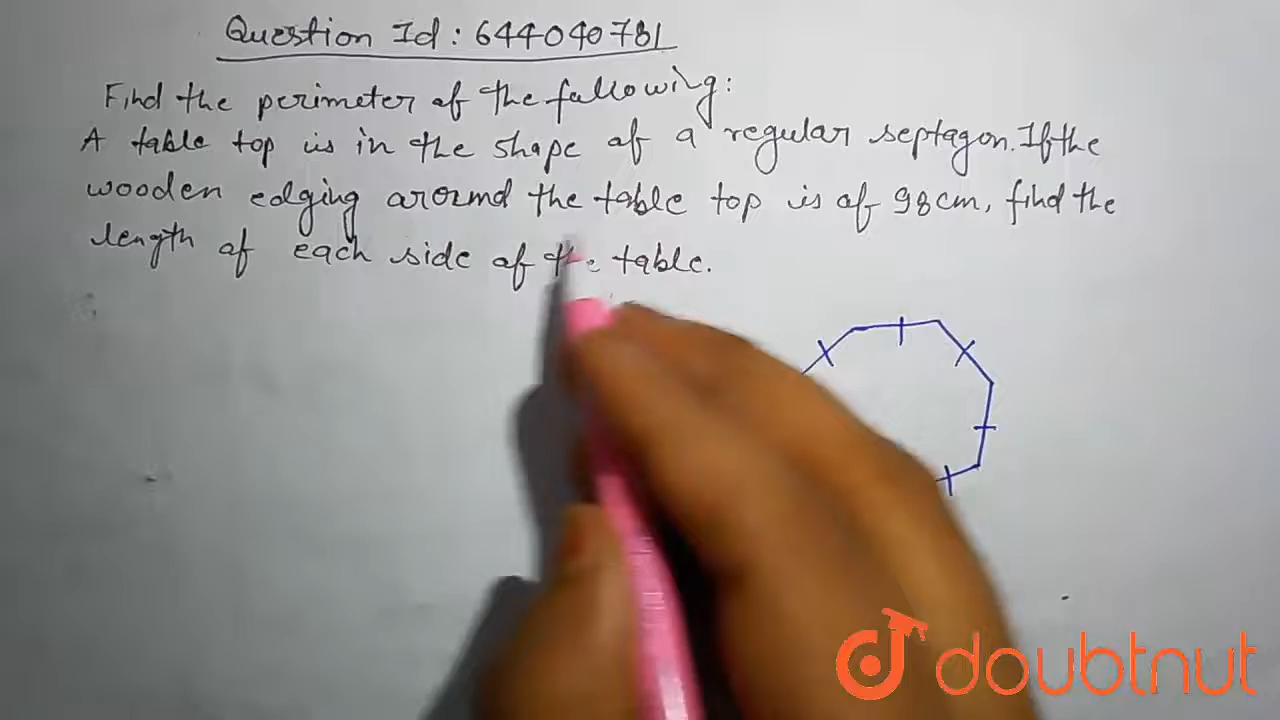 Question Id : 644040781
Find the perimeter of the following:
A table top is in the shape of a regular septagon. If the
wooden edging around the table top is of 98cm, find the
length of each side of the table.
doubtnut